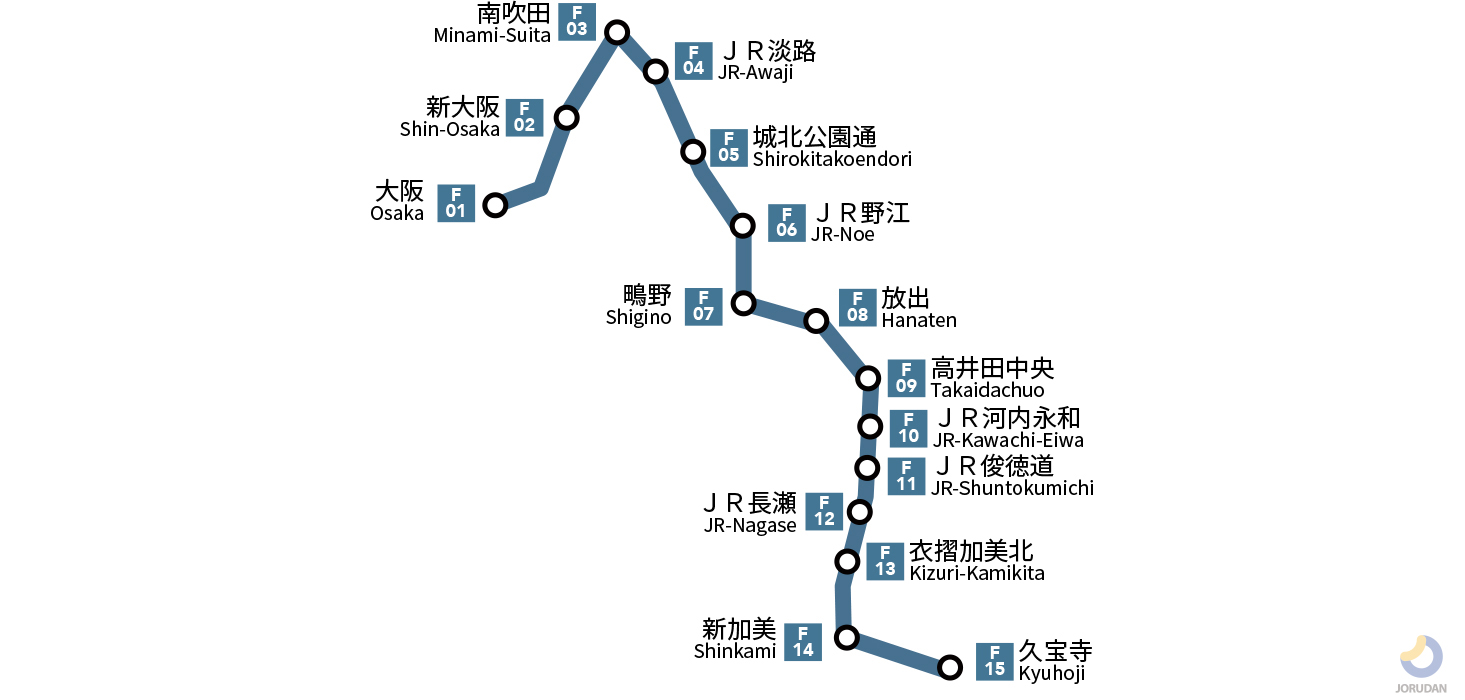 南吹田
Minami-Suita
F
03
F
04
ＪＲ淡路
JR-Awaji
新大阪
Shin-Osaka
F
02
F
05
城北公園通
Shirokitakoendori
大阪
Osaka
F
01
F
06
ＪＲ野江
JR-Noe
鴫野
Shigino
F
07
F
08
放出
Hanaten
F
09
高井田中央
Takaidachuo
F
10
ＪＲ河内永和
JR-Kawachi-Eiwa
F
11
ＪＲ俊徳道
JR-Shuntokumichi
ＪＲ長瀬
JR-Nagase
F
12
F
13
衣摺加美北
Kizuri-Kamikita
新加美
Shinkami
F
14
F
15
久宝寺
Kyuhoji
JORUDAN